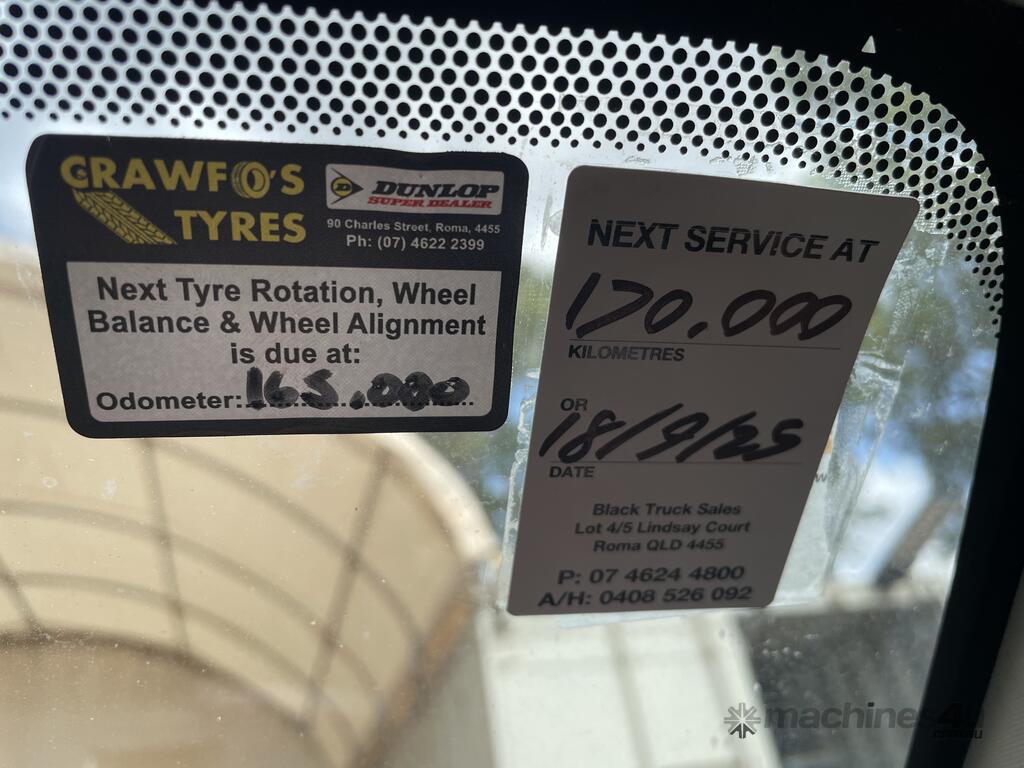 CRAWFO'S
TYRES
DUNLOP
SUPER DEALER
90 Charles Street, Roma, 4455
Ph: (07) 4622 2399
Next Tyre Rotation, Wheel
Balance & Wheel Alignment
is due at:
Odometer: 165,000
NEXT SERVICE AT
170,000
KILOMETRES
OR
18/9/25
DATE
Black Truck Sales
Lot 4/5 Lindsay Court
Roma QLD 4455
P: 07 4624 4800
A/H: 0408 526 092
machines4u
.com.au